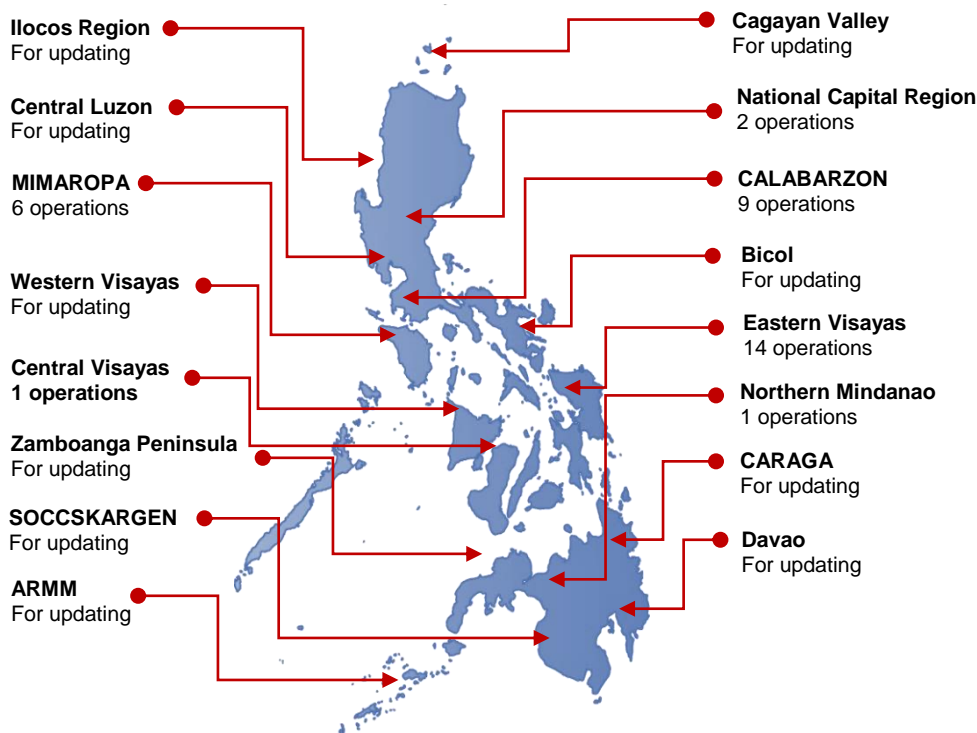 Ilocos Region
For updating
Central Luzon
For updating
MIMAROPA
6 operations
Western Visayas
For updating
Central Visayas
1 operations
Zamboanga Peninsula
For updating
SOCCSKARGEN
For updating
ARMM
For updating
Cagayan Valley
For updating
National Capital Region
2 operations
CALABARZON
9 operations
Bicol
For updating
Eastern Visayas
14 operations
Northern Mindanao
1 operations
CARAGA
For updating
Davao
For updating